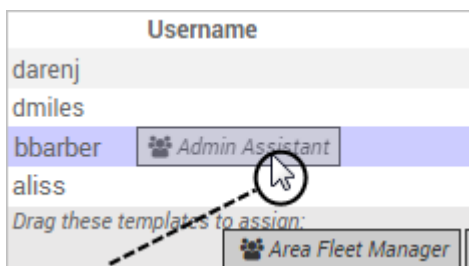 Username
darenj
dmiles
bbarber Admin Assistant
aliss
Drag these templates to assign:
Area Fleet Manager